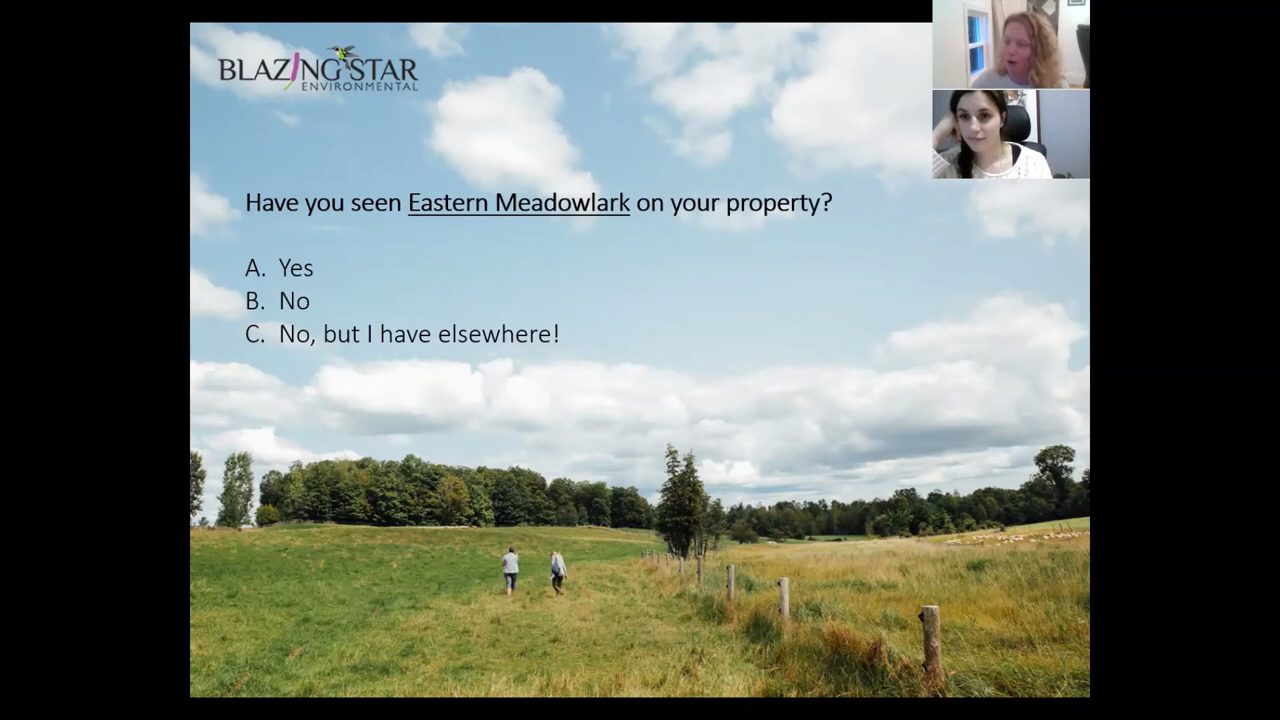 BLAZING STAR
ENVIRONMENTAL
Have you seen Eastern Meadowlark on your property?
A. Yes
B. No
C. No, but I have elsewhere!